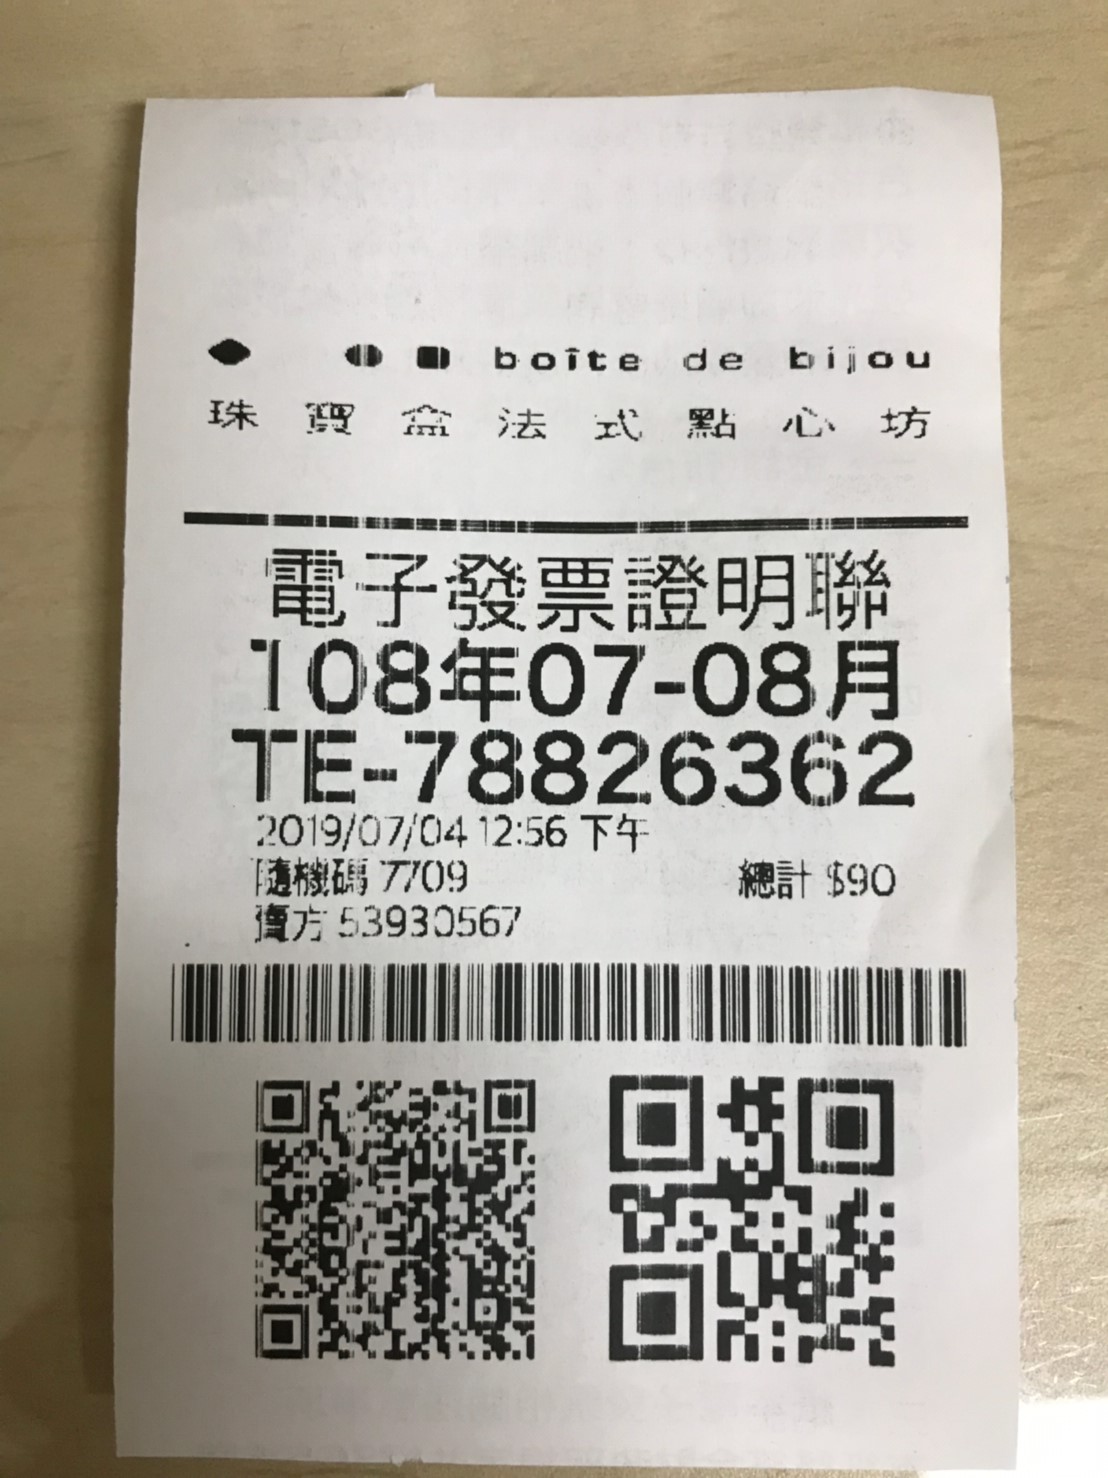 boîte de bijou
珠寶盒法式點心坊
電子發票證明聯
108年07-08月
TE-78826362
2019/07/04 12:56 下午
隨機碼 7709 總計 $90
賣方 53930567